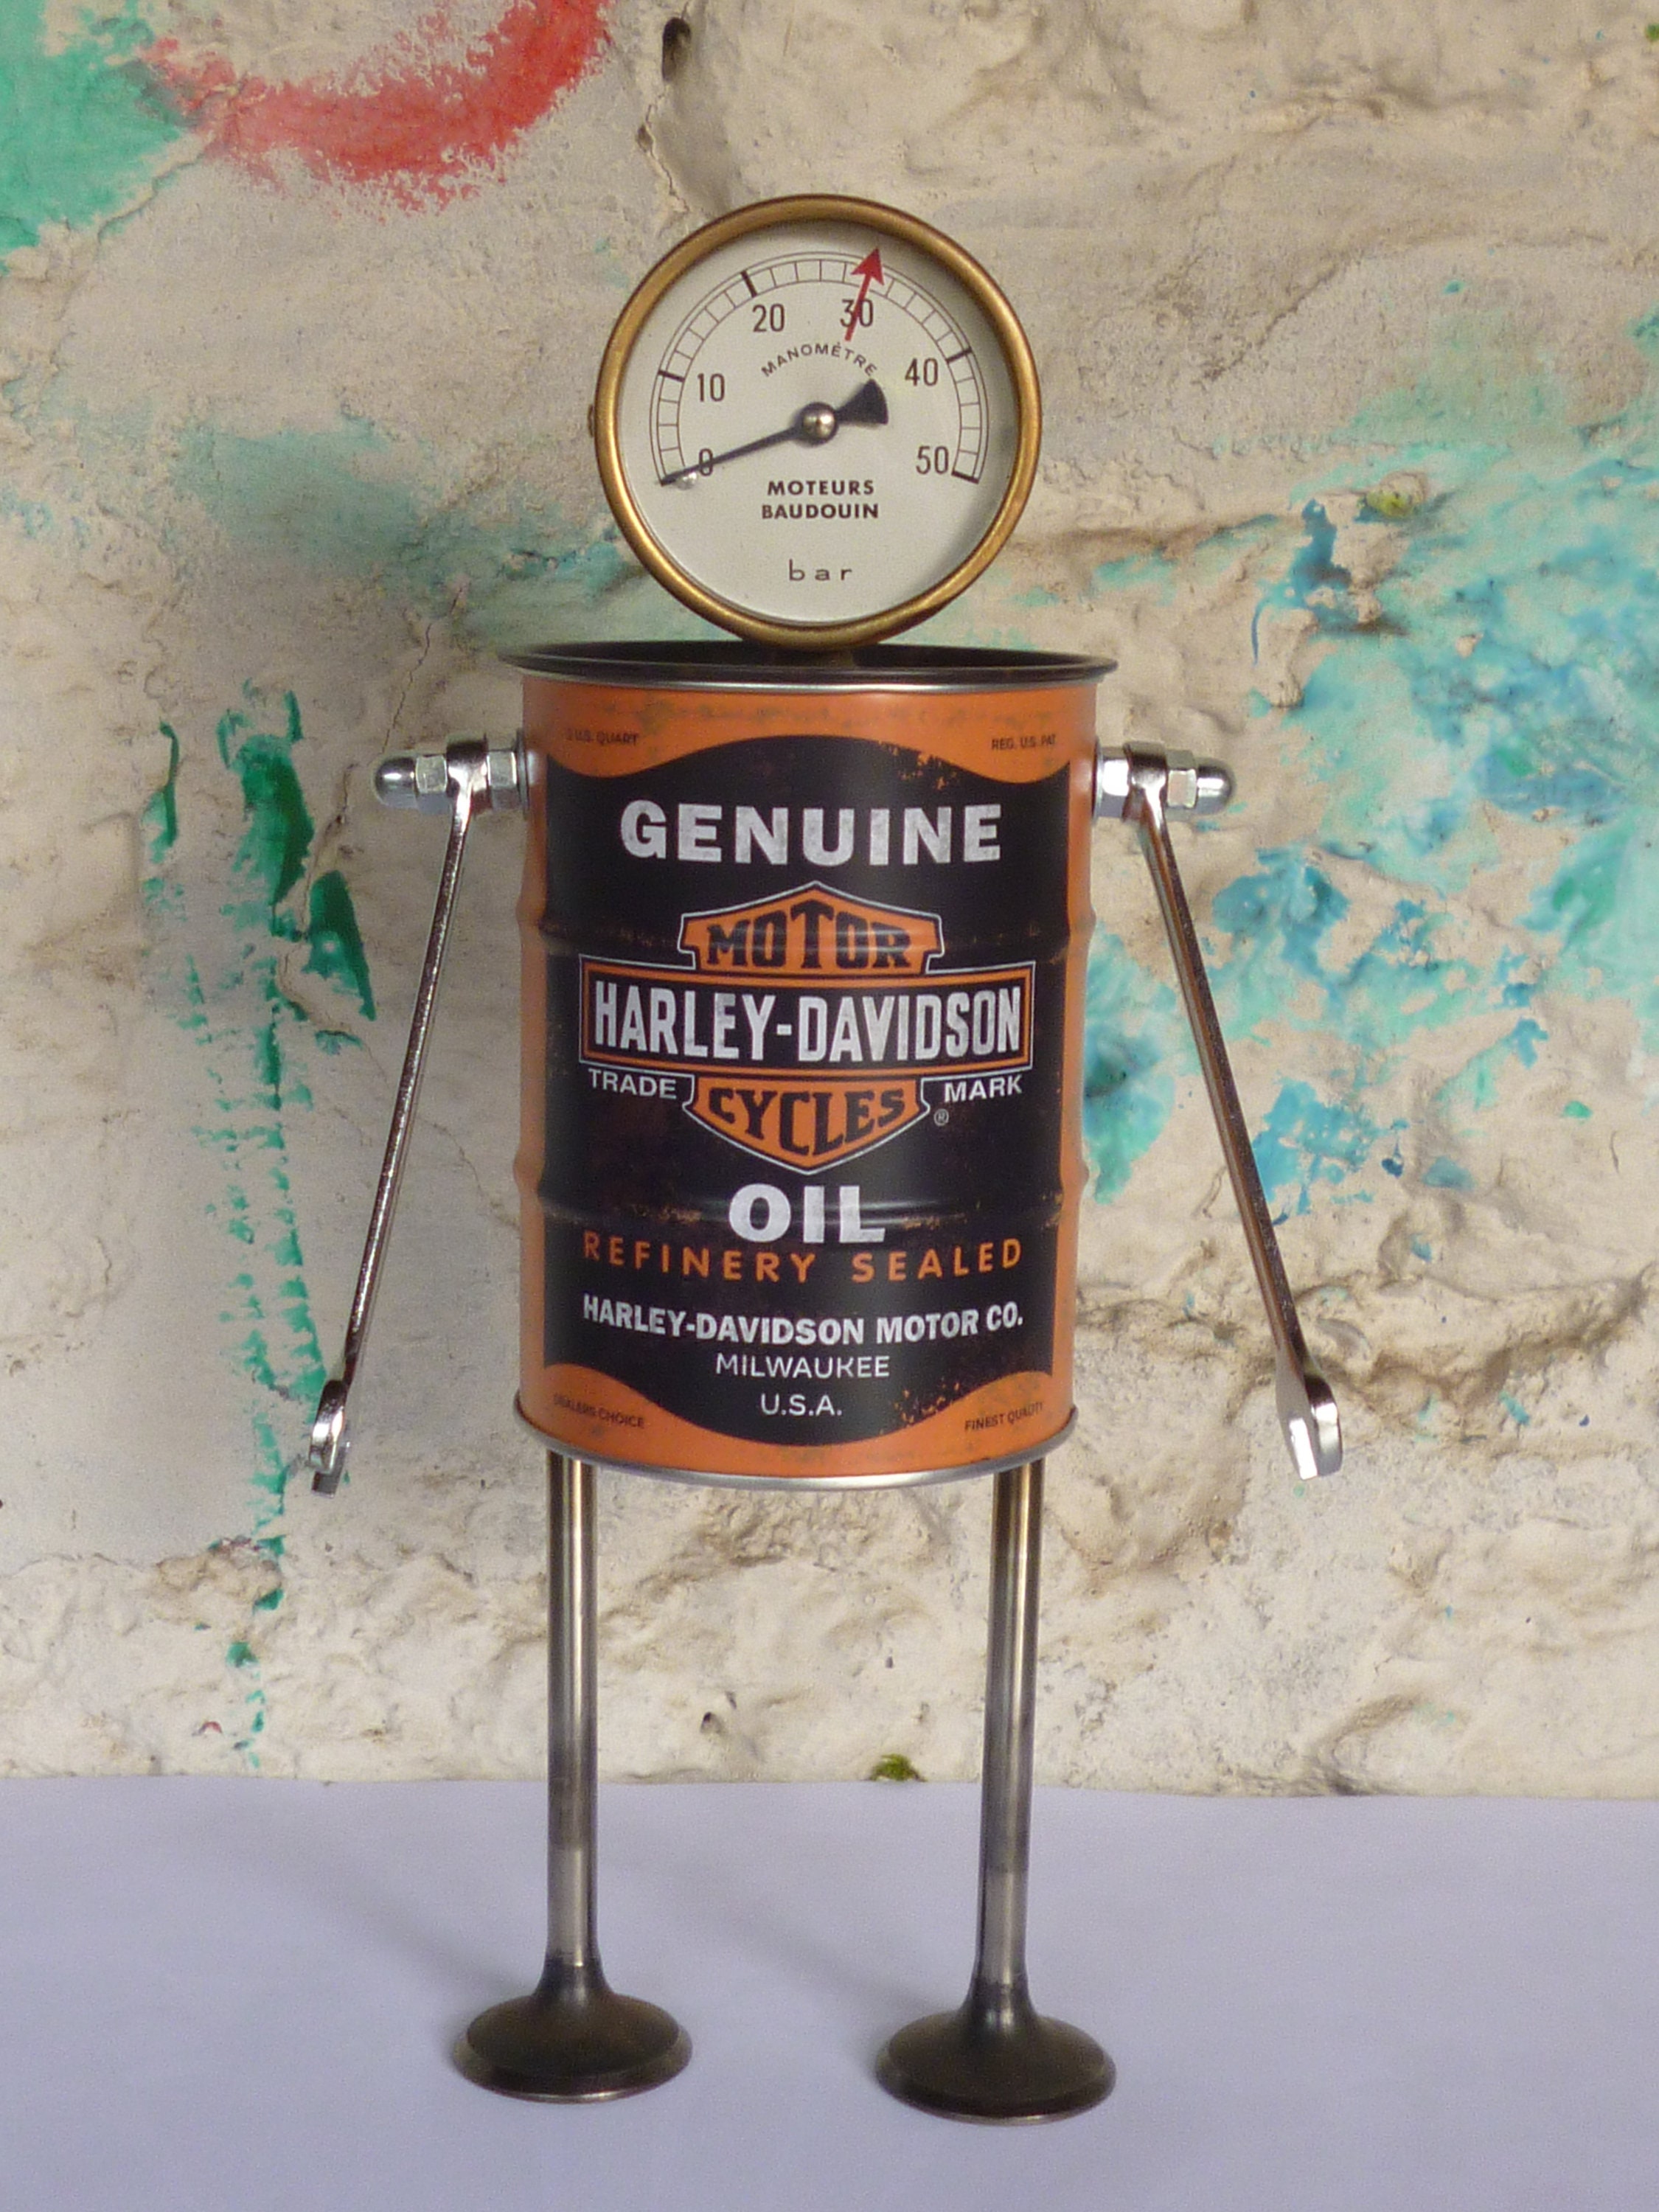 20
30
10
40
0
50
MANOMÈTRE
MOTEURS
BAUDOUIN
bar
U.S. QUART
REG. U.S. PAT
GENUINE
MOTOR
HARLEY-DAVIDSON
TRADE MARK
CYCLES
®
OIL
REFINERY SEALED
HARLEY-DAVIDSON MOTOR CO.
MILWAUKEE
U.S.A.
DEALERS CHOICE
FINEST QUALITY